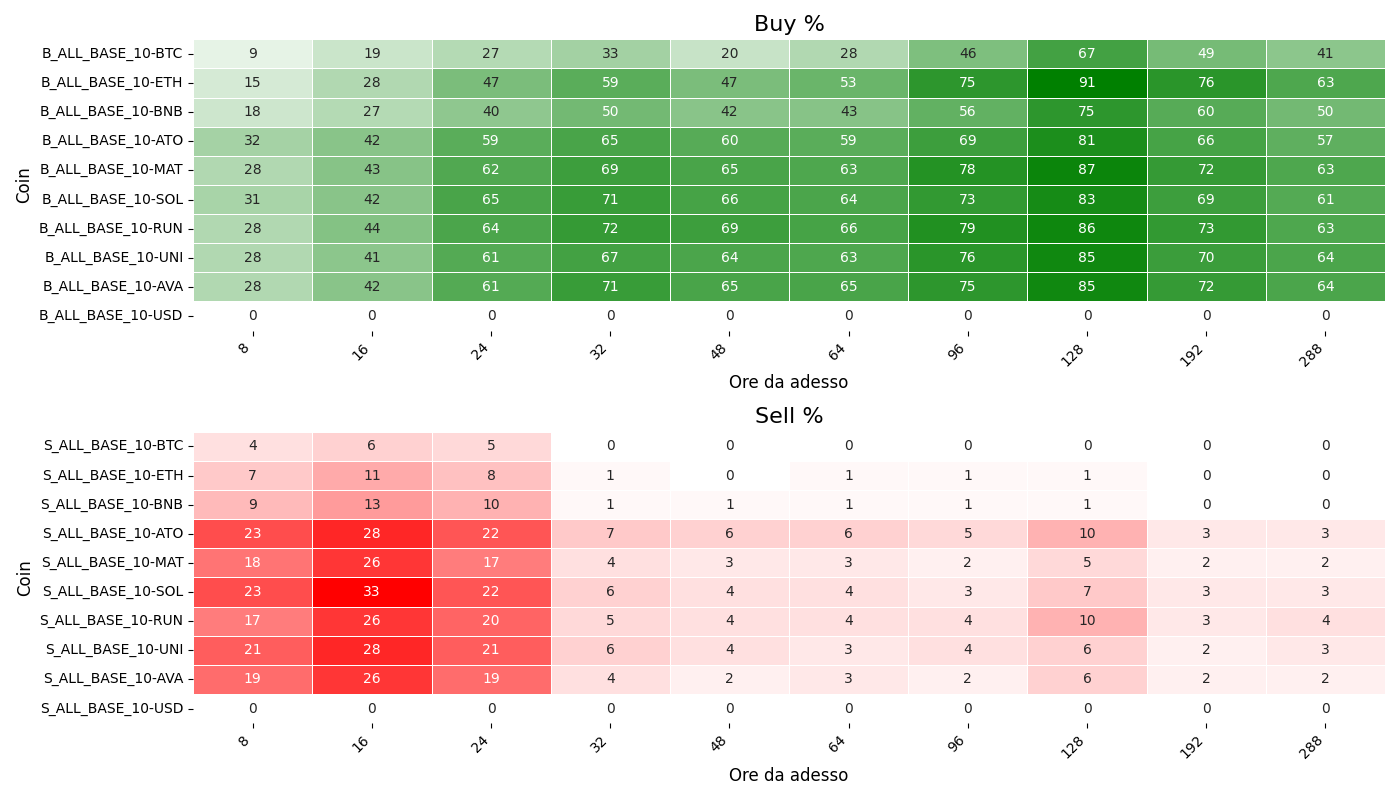 Buy %
Coin
B_ALL_BASE_10-BTC 9 19 27 33 20 28 46 67 49 41
B_ALL_BASE_10-ETH 15 28 47 59 47 53 75 91 76 63
B_ALL_BASE_10-BNB 18 27 40 50 42 43 56 75 60 50
B_ALL_BASE_10-ATO 32 42 59 65 60 59 69 81 66 57
B_ALL_BASE_10-MAT 28 43 62 69 65 63 78 87 72 63
B_ALL_BASE_10-SOL 31 42 65 71 66 64 73 83 69 61
B_ALL_BASE_10-RUN 28 44 64 72 69 66 79 86 73 63
B_ALL_BASE_10-UNI 28 41 61 67 64 63 76 85 70 64
B_ALL_BASE_10-AVA 28 42 61 71 65 65 75 85 72 64
B_ALL_BASE_10-USD 0 0 0 0 0 0 0 0 0 0
8 16 24 32 48 64 96 128 192 288
Ore da adesso
Sell %
Coin
S_ALL_BASE_10-BTC 4 6 5 0 0 0 0 0 0 0
S_ALL_BASE_10-ETH 7 11 8 1 0 1 1 1 0 0
S_ALL_BASE_10-BNB 9 13 10 1 1 1 1 1 0 0
S_ALL_BASE_10-ATO 23 28 22 7 6 6 5 10 3 3
S_ALL_BASE_10-MAT 18 26 17 4 3 3 2 5 2 2
S_ALL_BASE_10-SOL 23 33 22 6 4 4 3 7 3 3
S_ALL_BASE_10-RUN 17 26 20 5 4 4 4 10 3 4
S_ALL_BASE_10-UNI 21 28 21 6 4 3 4 6 2 3
S_ALL_BASE_10-AVA 19 26 19 4 2 3 2 6 2 2
S_ALL_BASE_10-USD 0 0 0 0 0 0 0 0 0 0
8 16 24 32 48 64 96 128 192 288
Ore da adesso